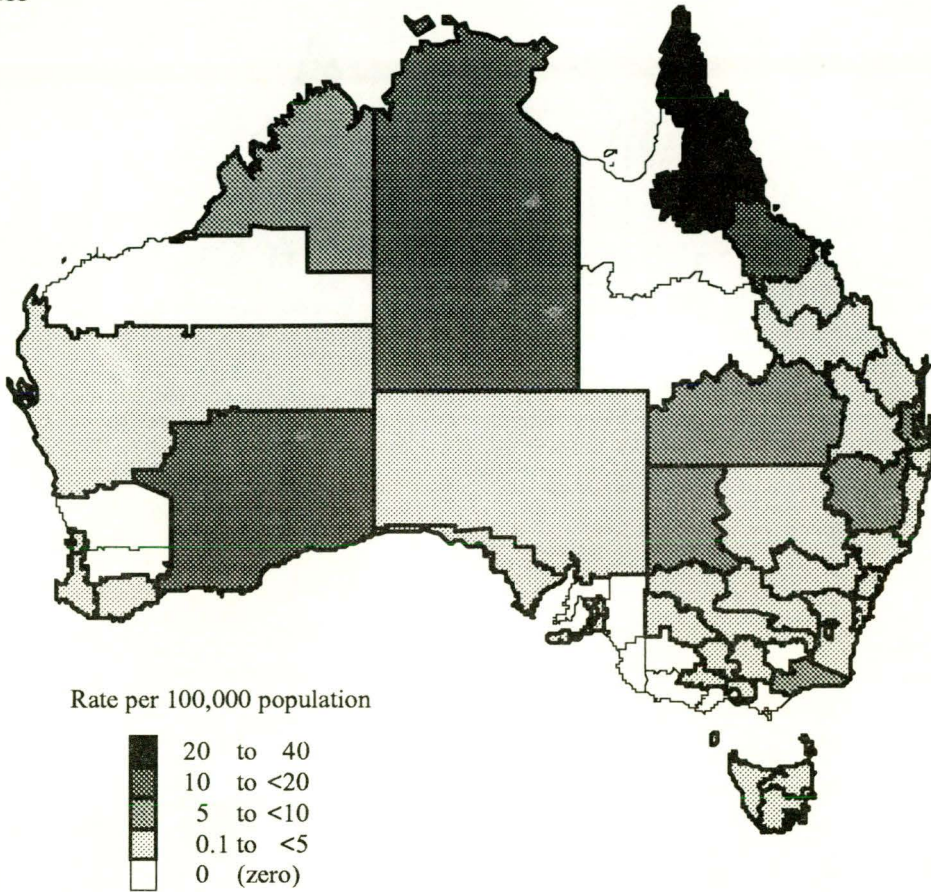 Rate per 100,000 population
20 to 40
10 to <20
5 to <10
0.1 to <5
0 (zero)